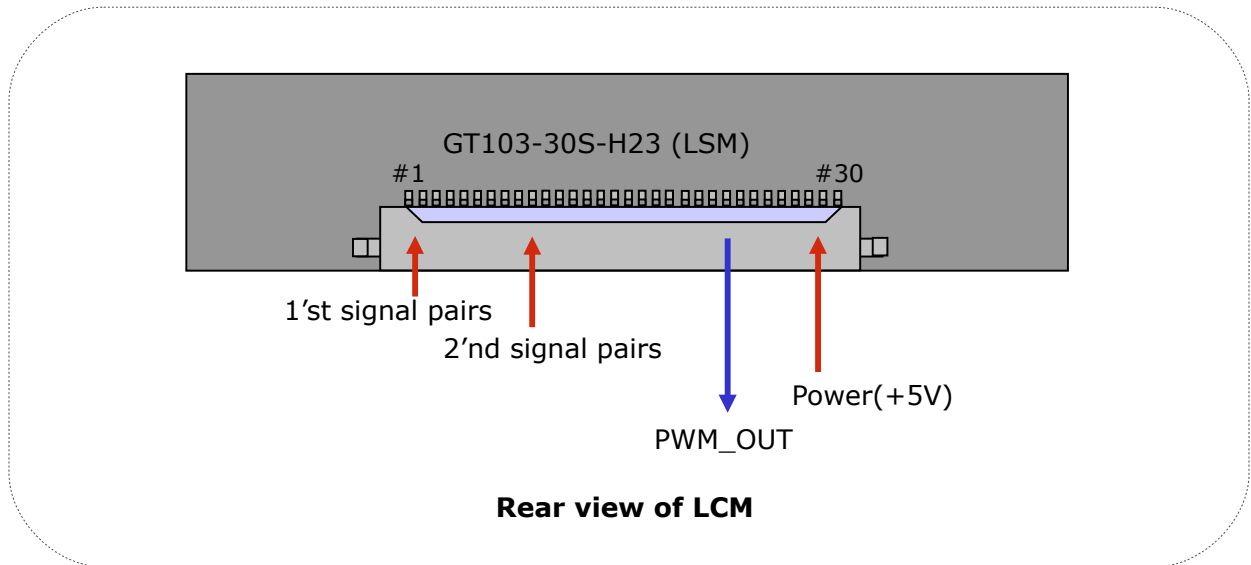 GT103-30S-H23 (LSM)
#1 #30
1’st signal pairs
2’nd signal pairs
Power(+5V)
PWM_OUT
Rear view of LCM